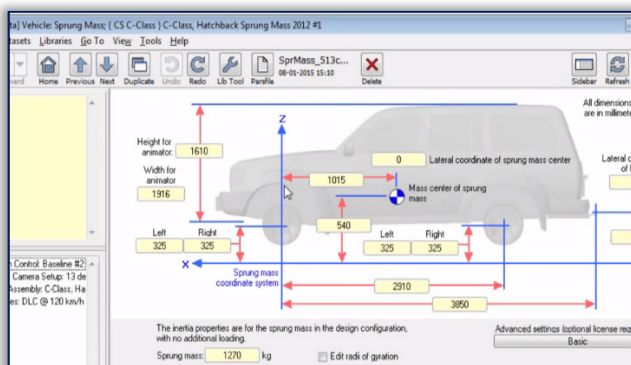 ta] Vehicle: Sprung Mass; { CS C-Class } C-Class, Hatchback Sprung Mass 2012 #1
tasets Libraries Go To View Tools Help
ward Home Previous Next Duplicate Undo Redo Lib Tool Parsfile SprMass_513c... 08-01-2015 15:10 Delete Sidebar Refresh
All dimensions
are in millimete
Z
Height for
animator: 1610
0 Lateral coordinate of sprung mass center
Lateral c
of h
Width for
animator
1916
1015
Mass center of sprung
mass
540
Left Right
325 325
Left Right
325 325
X
Sprung mass
coordinate system
2910
3850
n Control: Baseline #2
Camera Setup: 13 de
Assembly: C-Class, Ha
es: DLC @ 120 km/h
The inertia properties are for the sprung mass in the design configuration,
with no additional loading.
Advanced settings (optional license req
Basic
Sprung mass: 1270 kg Edit radii of gyration